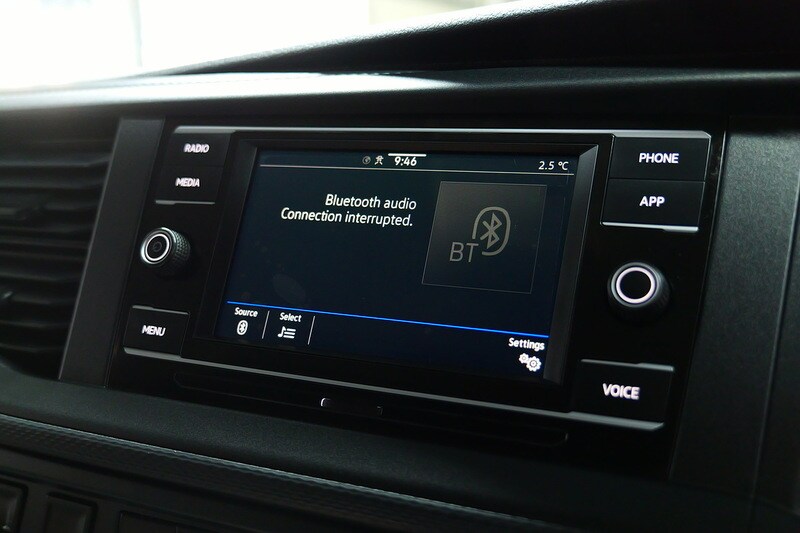 RADIO
MEDIA
MENU
9:46
2.5 °C
Bluetooth audio
Connection interrupted.
BT
Source
Select
Settings
PHONE
APP
VOICE